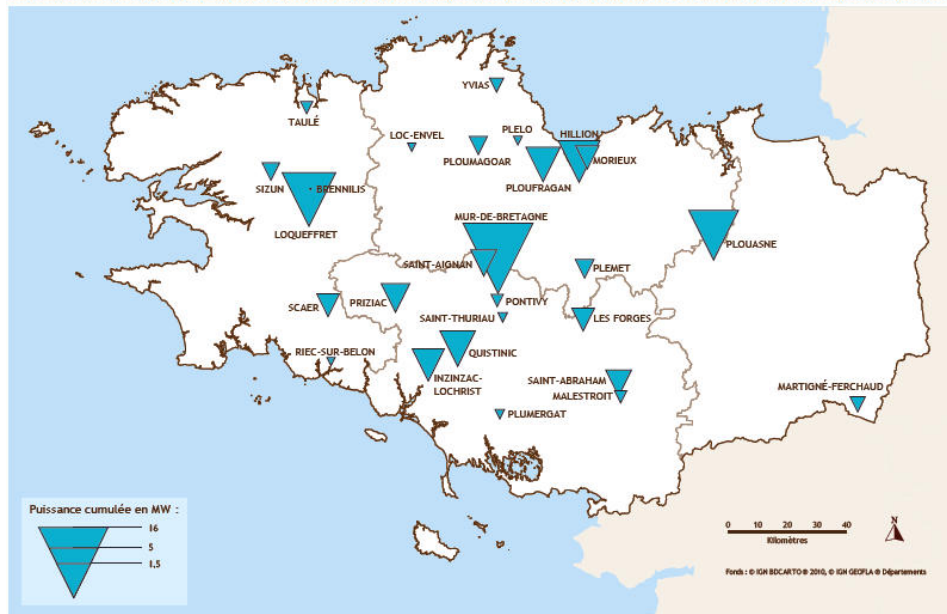 YVIAS
TAULÉ
LOC-ENVEL
PLELO
HILLION
PLOUMAGOAR
MORIEUX
SIZUN
BRENNILIS
PLOUFRAGAN
MUR-DE-BRETAGNE
LOQUEFFRET
PLOUASNE
SAINT-AIGNAN
PLEMET
SCAER
PRIZIAC
PONTIVY
SAINT-THURIAU
LES FORGES
RIEC-SUR-BELON
QUISTINIC
INZINZAC-
LOCHRIST
SAINT-ABRAHAM
MALESTROIT
MARTIGNÉ-FERCHAUD
PLUMERGAT
Puissance cumulée en MW :
16
5
1,5
0 10 20 30 40
Kilomètres
N
Fonds : © IGN BDCARTO ® 2010, © IGN GEOFLA ® Départements